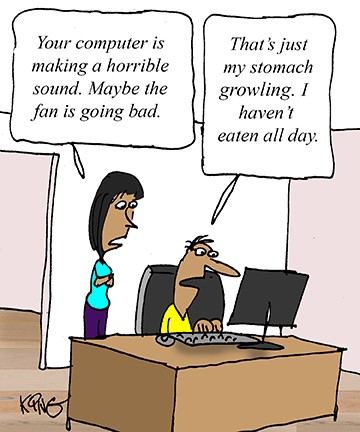 Your computer is
making a horrible
sound. Maybe the
fan is going bad.
That's just
my stomach
growling. I
haven't
eaten all day.